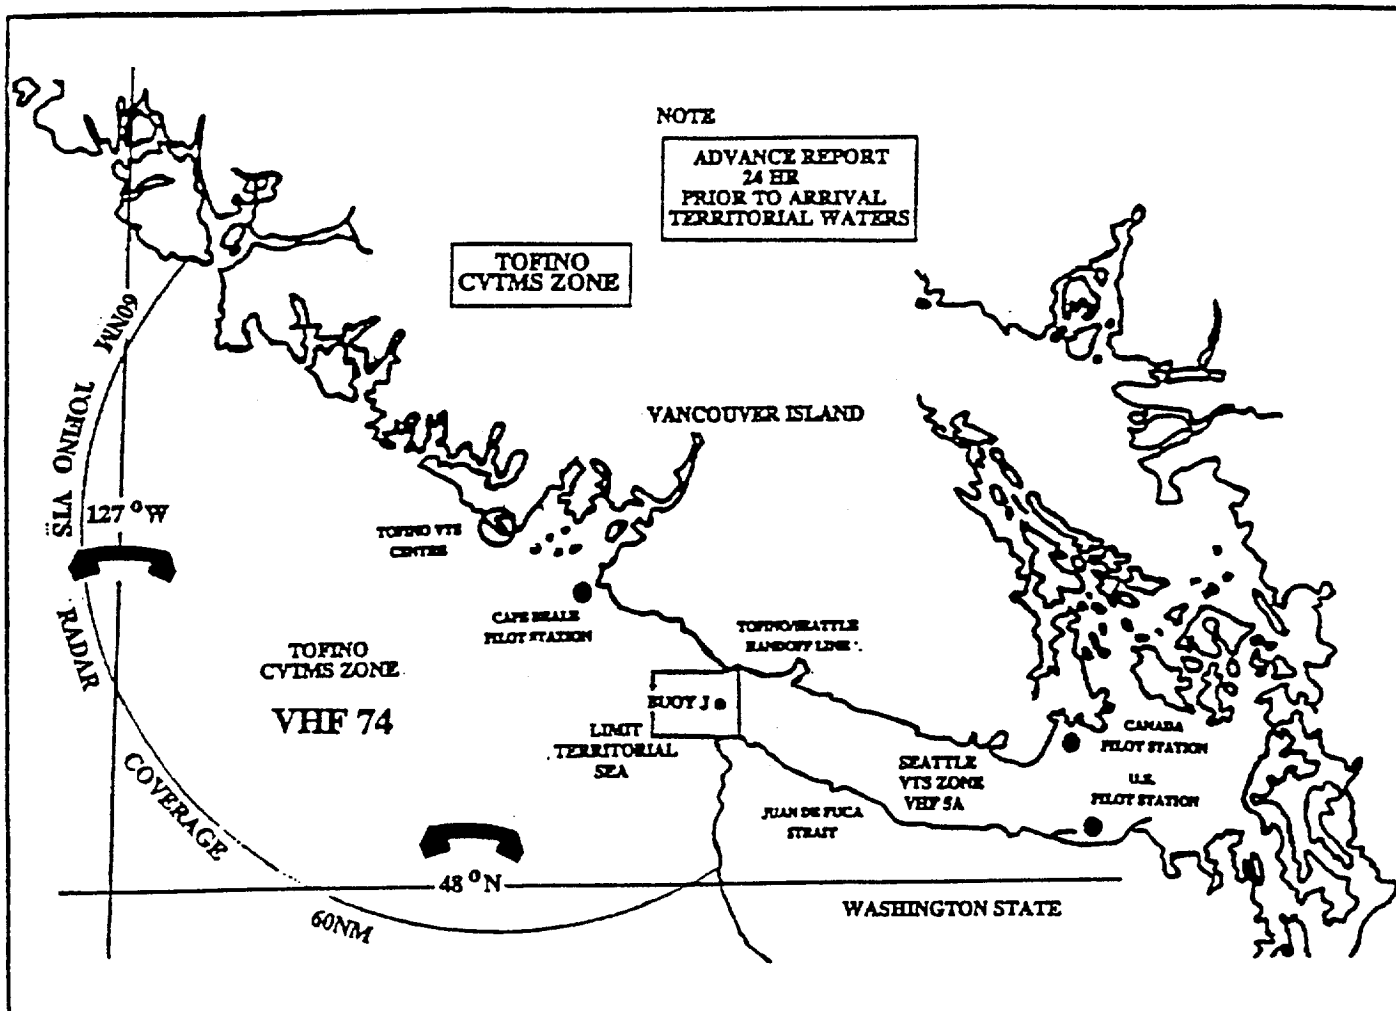 NOTE
ADVANCE REPORT
24 HR
PRIOR TO ARRIVAL
TERRITORIAL WATERS
TOFINO
CVTMS ZONE
60NM
TOFINO VTS
RADAR
COVERAGE
60NM
127 °W
VANCOUVER ISLAND
TOFINO VTS
CENTRE
CAPE BEALE
PILOT STATION
TOFINO/SEATTLE
HANDOFF LINE
TOFINO
CVTMS ZONE
VHF 74
BUOY J
LIMIT
TERRITORIAL
SEA
CANADA
PILOT STATION
SEATTLE
VTS ZONE
VHF 5A
U.S.
PILOT STATION
JUAN DE FUCA
STRAIT
48 °N
WASHINGTON STATE